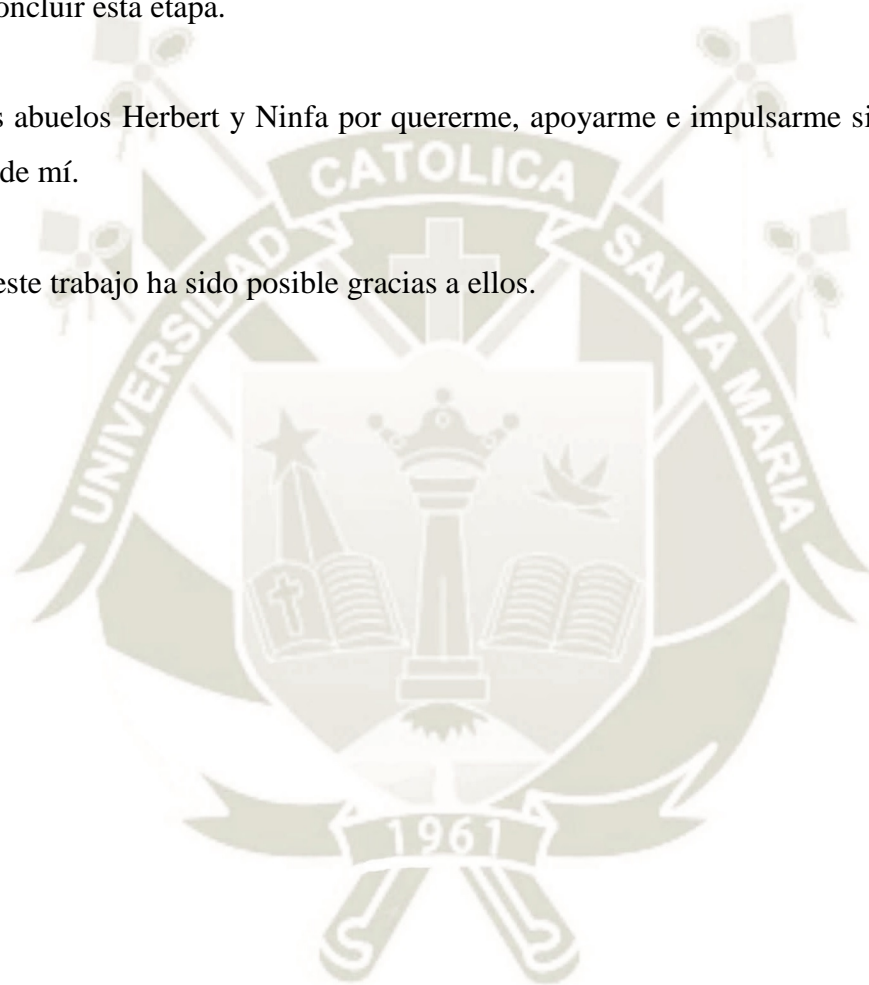 oncluir esta etapa.
s abuelos Herbert y Ninfa por quererme, apoyarme e impulsarme si
de mí.
este trabajo ha sido posible gracias a ellos.
UNIVERSIDAD CATOLICA SANTA MARIA
1961